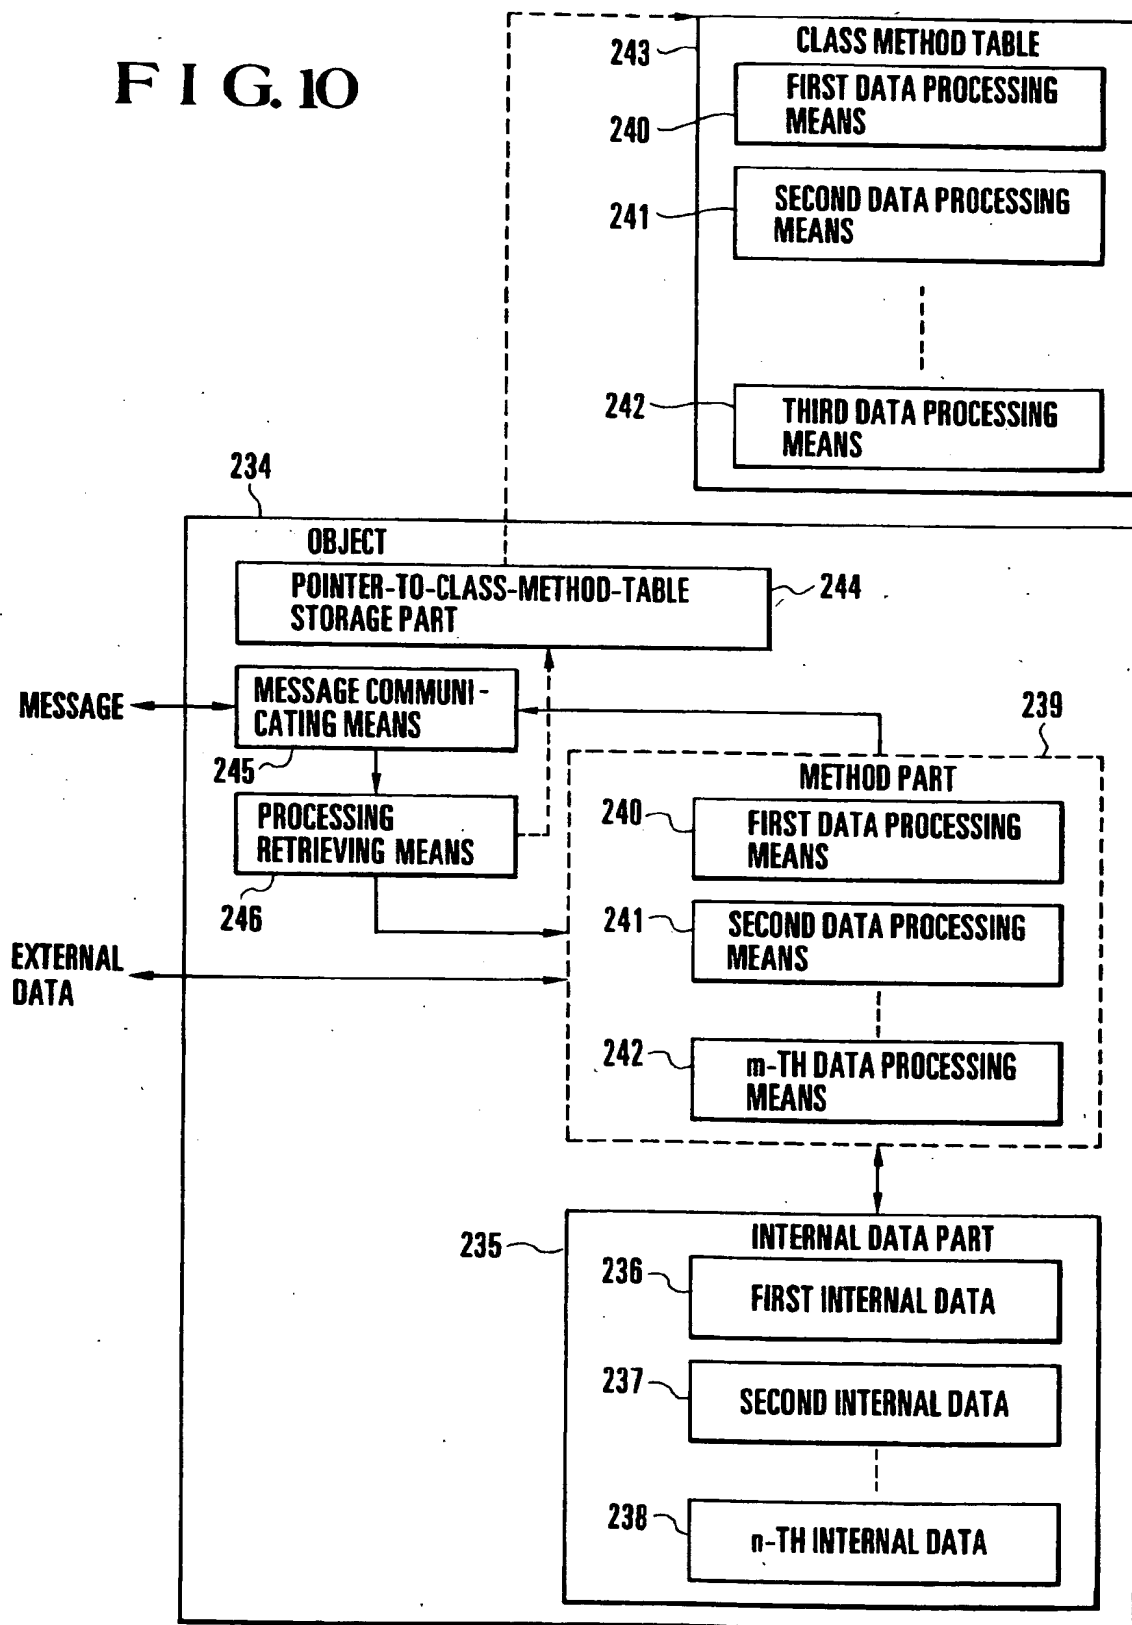 FIG. 10
243
CLASS METHOD TABLE
240
FIRST DATA PROCESSING
MEANS
241
SECOND DATA PROCESSING
MEANS
242
THIRD DATA PROCESSING
MEANS
234
OBJECT
POINTER-TO-CLASS-METHOD-TABLE
STORAGE PART
244
MESSAGE
MESSAGE COMMUNI-
CATING MEANS
245
PROCESSING
RETRIEVING MEANS
246
EXTERNAL
DATA
239
METHOD PART
240
FIRST DATA PROCESSING
MEANS
241
SECOND DATA PROCESSING
MEANS
242
m-TH DATA PROCESSING
MEANS
235
INTERNAL DATA PART
236
FIRST INTERNAL DATA
237
SECOND INTERNAL DATA
238
n-TH INTERNAL DATA